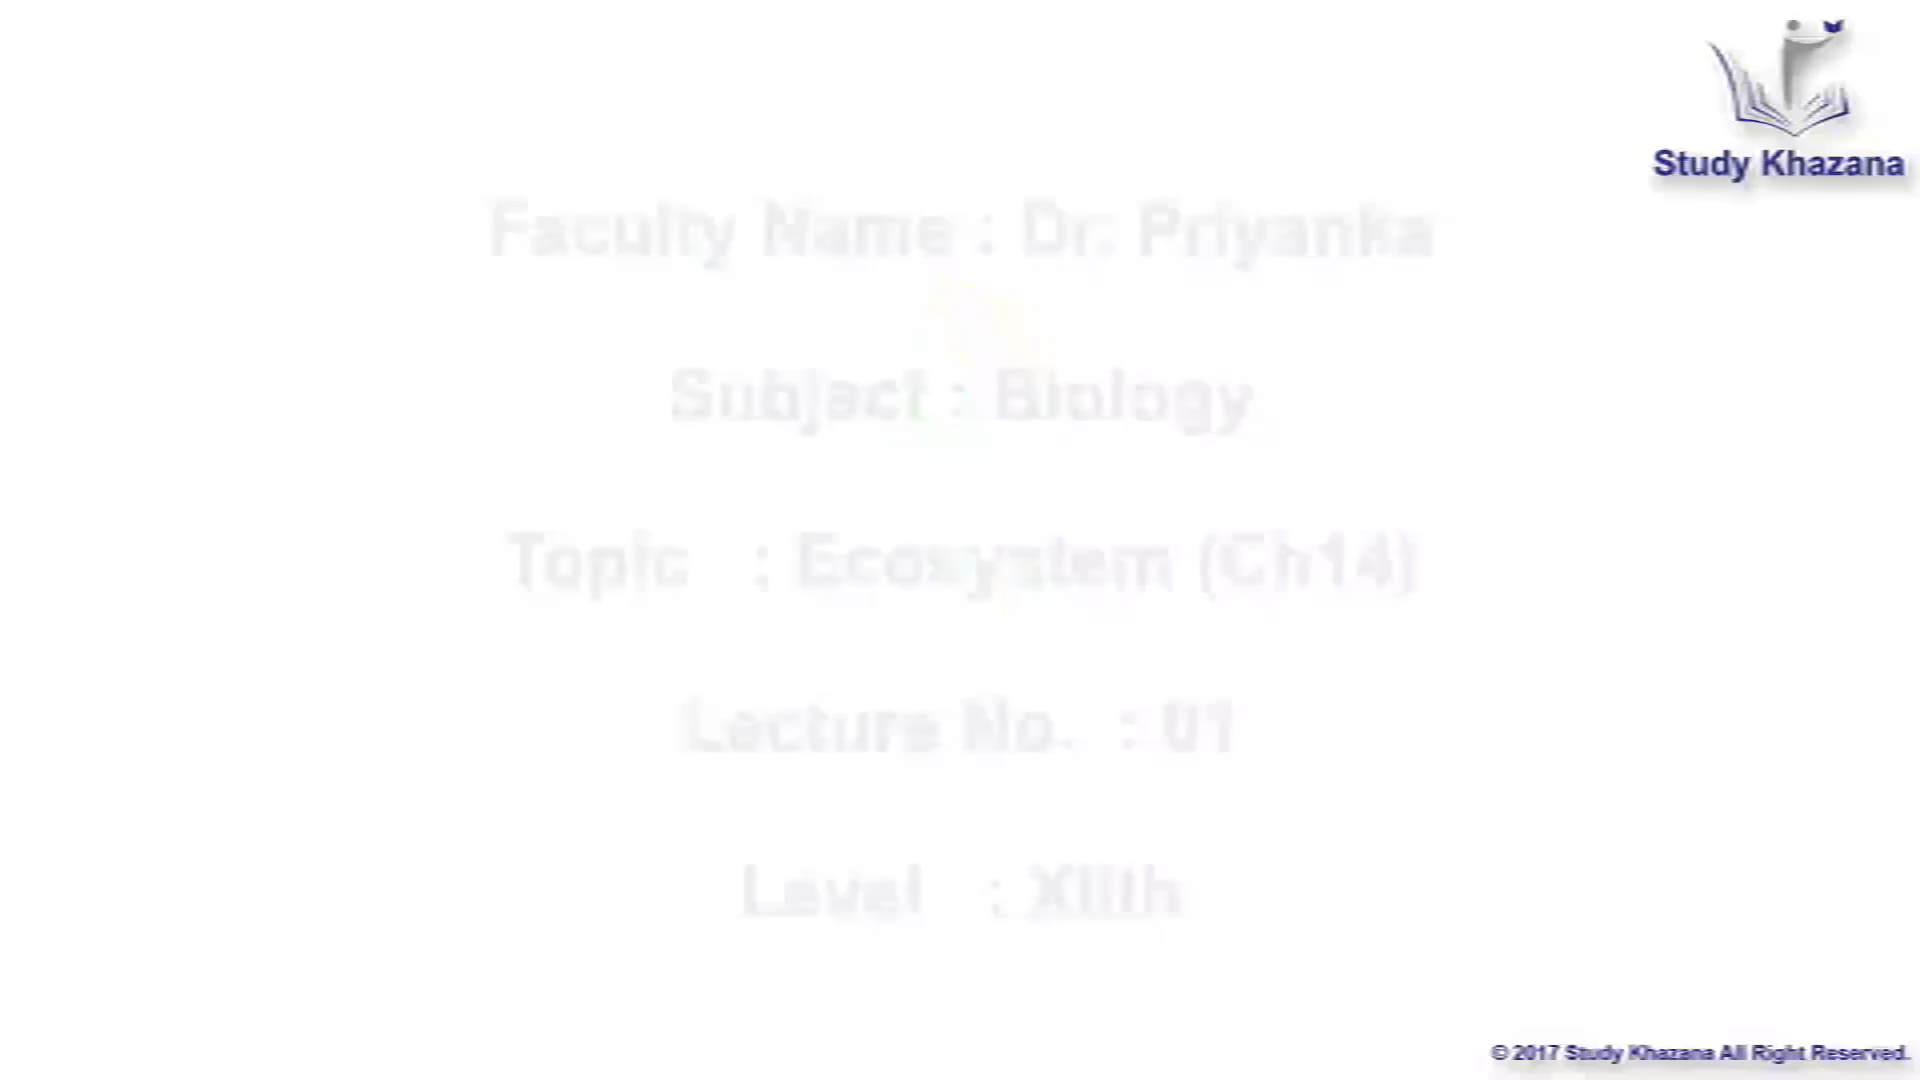 Study Khazana
Faculty Name : Dr. Priyanka
Subject : Biology
Topic : Ecosystem (Ch14)
Lecture No. : 01
Level : XIIth
© 2017 Study Khazana All Right Reserved.